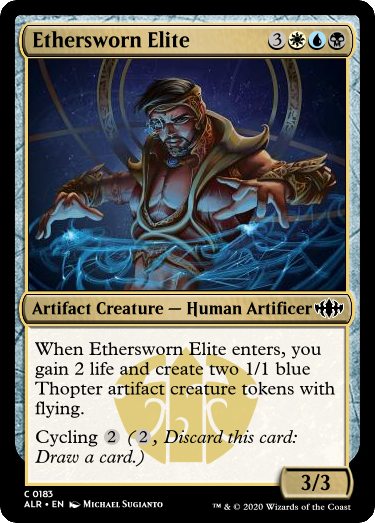 Ethersworn Elite 3
Artifact Creature — Human Artificer
When Ethersworn Elite enters, you
gain 2 life and create two 1/1 blue
Thopter artifact creature tokens with
flying.
Cycling 2 (2, Discard this card:
Draw a card.)
3/3
C 0183
ALR • EN Michael Sugianto
™ & © 2020 Wizards of the Coast